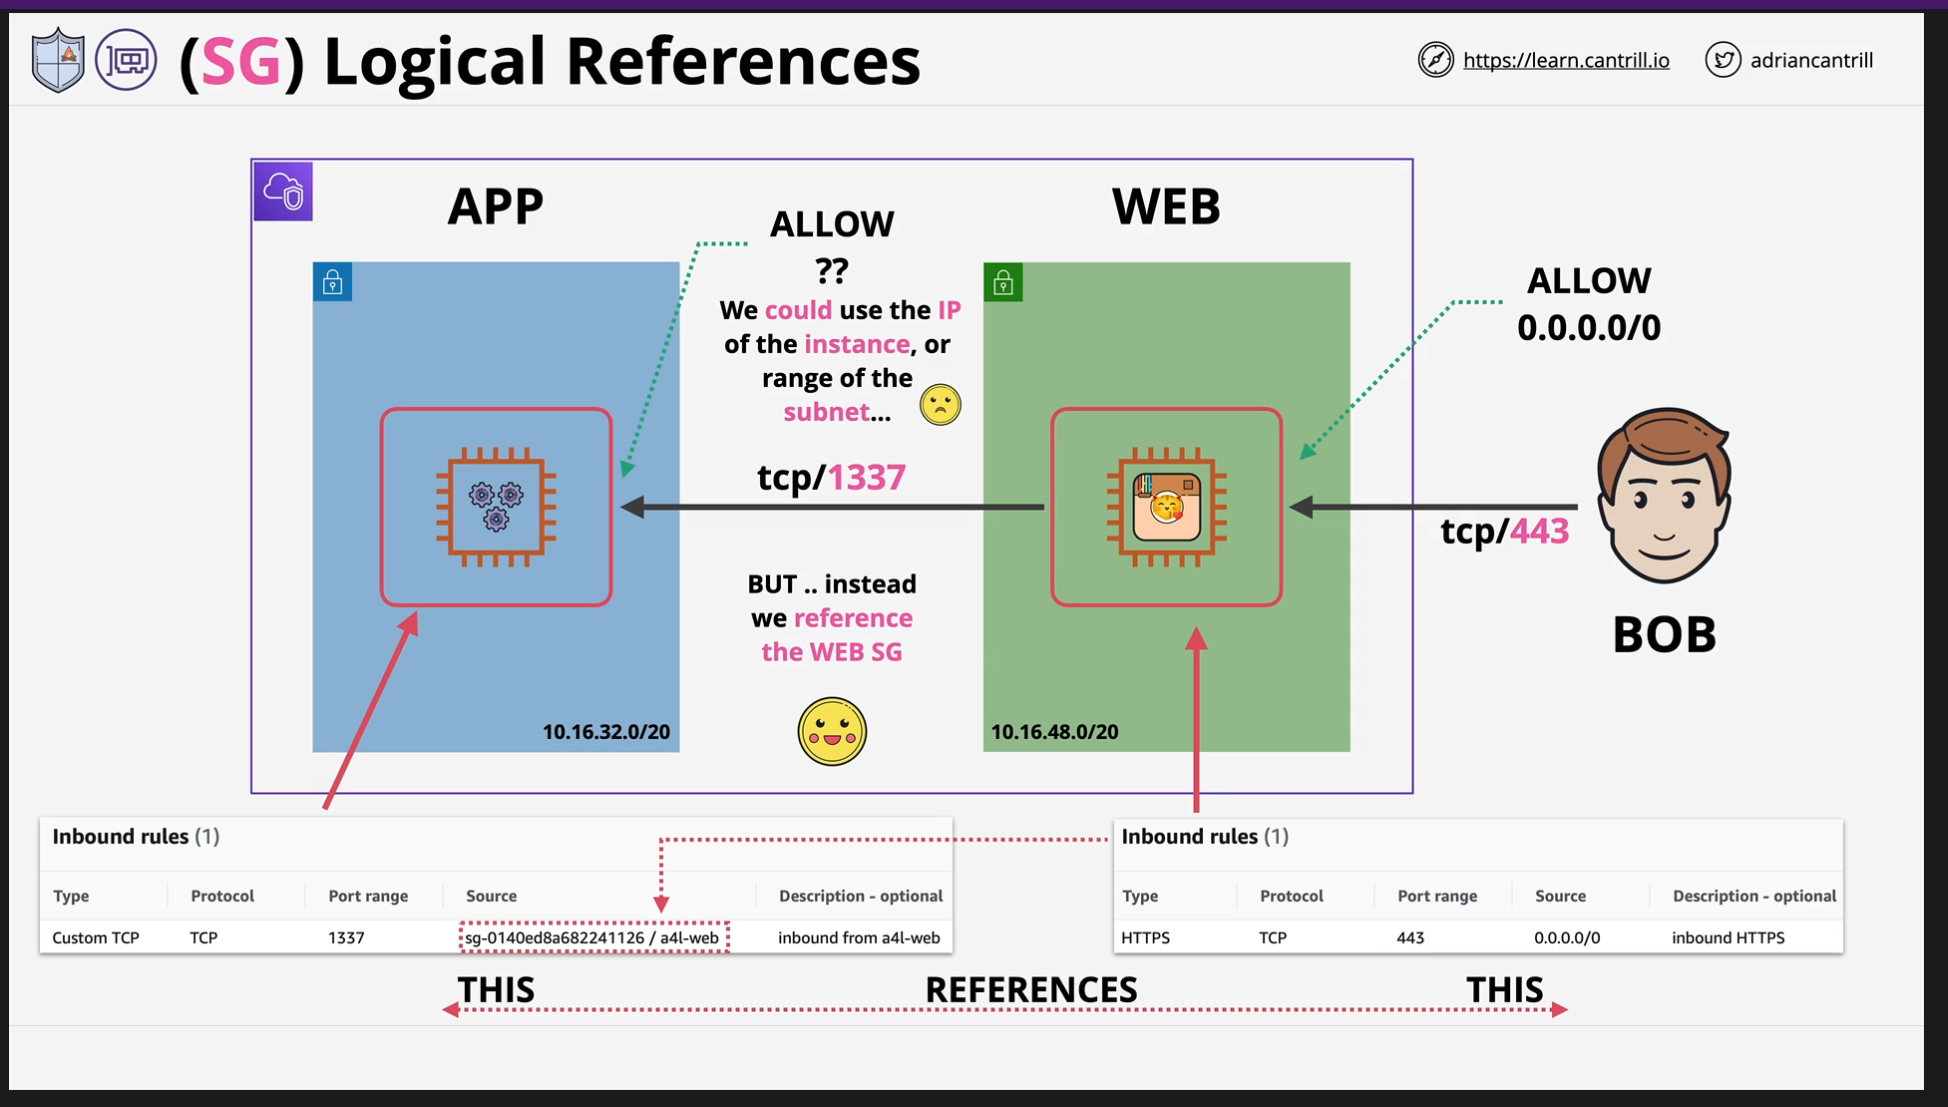 (SG) Logical References
https://learn.cantrill.io
adriancantrill
APP
ALLOW
??
We could use the IP
of the instance, or
range of the
subnet...
WEB
ALLOW
0.0.0.0/0
tcp/1337
tcp/443
BUT .. instead
we reference
the WEB SG
BOB
10.16.32.0/20
10.16.48.0/20
Inbound rules (1)
Type Protocol Port range Source Description - optional
Custom TCP TCP 1337 sg-0140ed8a682241126 / a4l-web inbound from a4l-web
Inbound rules (1)
Type Protocol Port range Source Description - optional
HTTPS TCP 443 0.0.0.0/0 inbound HTTPS
THIS REFERENCES THIS